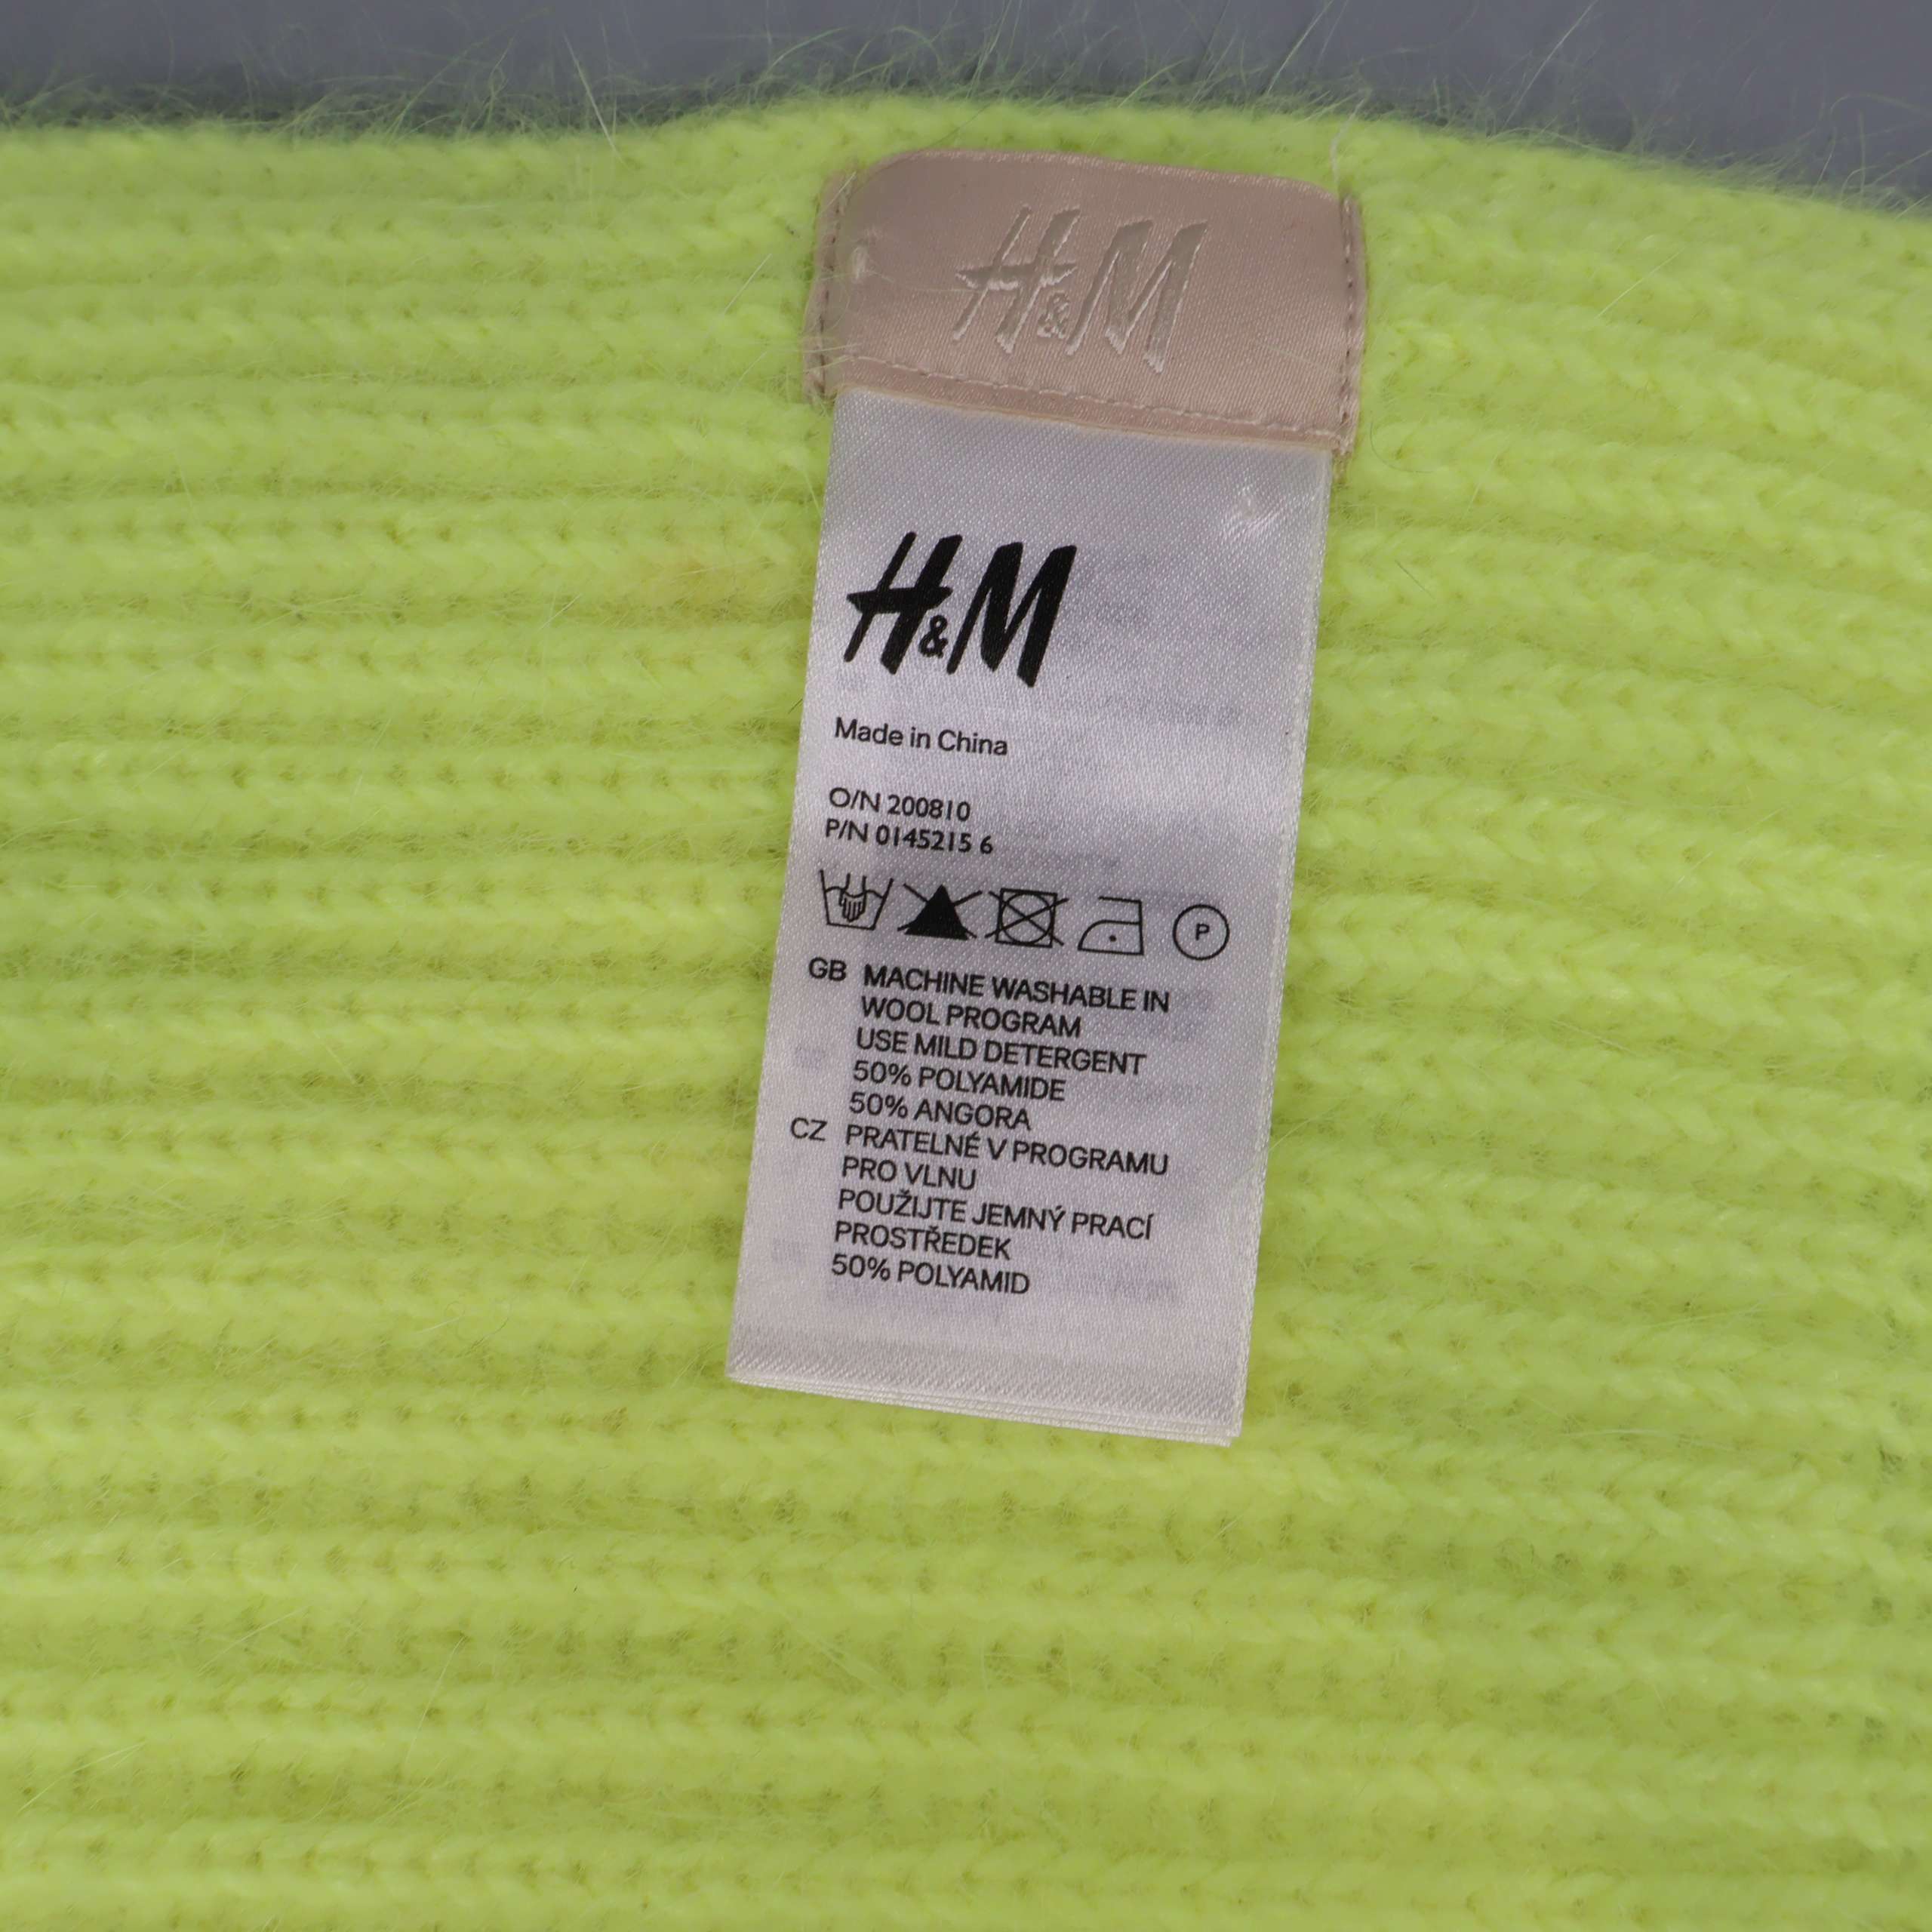 H&M
H&M
Made in China
O/N 200810
P/N 0145215 6
P
GB MACHINE WASHABLE IN
WOOL PROGRAM
USE MILD DETERGENT
50% POLYAMIDE
50% ANGORA
CZ PRATELNÉ V PROGRAMU
PRO VLNU
POUŽIJTE JEMNÝ PRACÍ
PROSTŘEDEK
50% POLYAMID